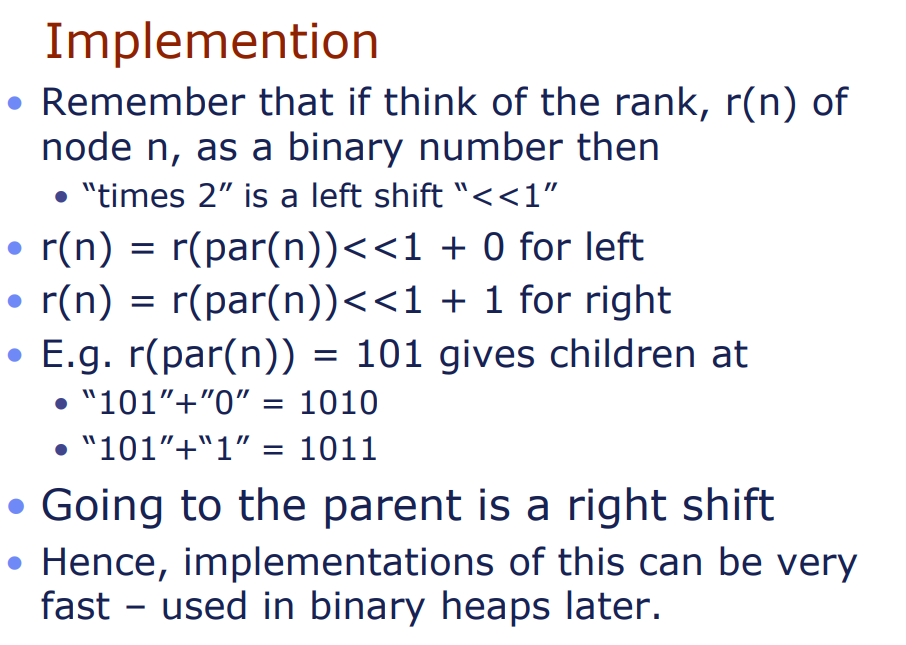 Implemention
• Remember that if think of the rank, r(n) of
node n, as a binary number then
• “times 2” is a left shift “<<1”
• r(n) = r(par(n))<<1 + 0 for left
• r(n) = r(par(n))<<1 + 1 for right
• E.g. r(par(n)) = 101 gives children at
• “101”+”0” = 1010
• “101”+“1” = 1011
• Going to the parent is a right shift
• Hence, implementations of this can be very
fast – used in binary heaps later.